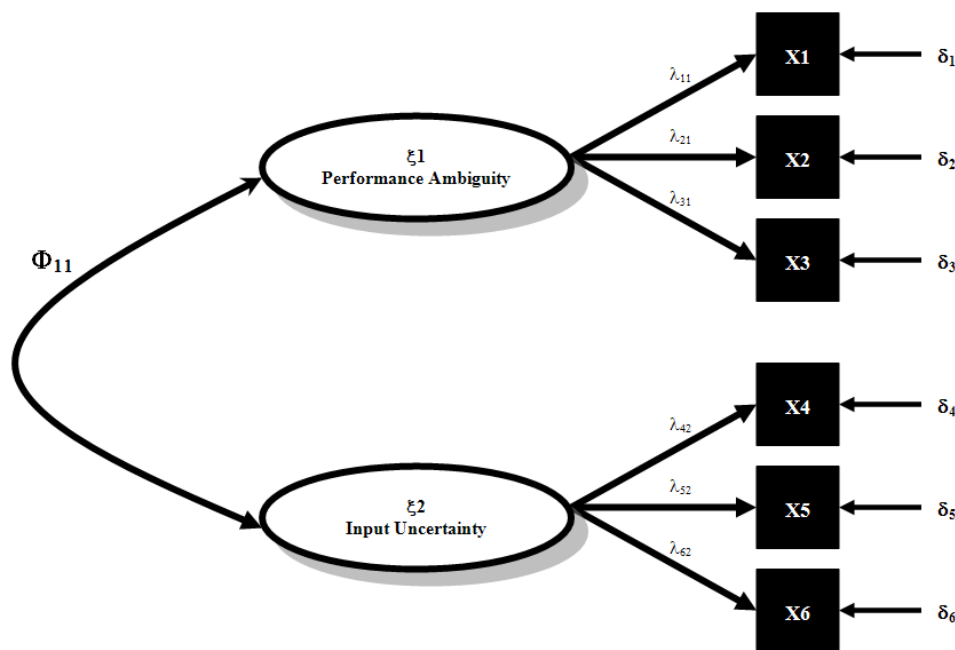 X1
δ₁
λ₁₁
ξ1
Performance Ambiguity
λ₂₁
X2
δ₂
λ₃₁
X3
δ₃
Φ₁₁
X4
δ₄
λ₄₂
ξ2
Input Uncertainty
λ₅₂
X5
δ₅
λ₆₂
X6
δ₆